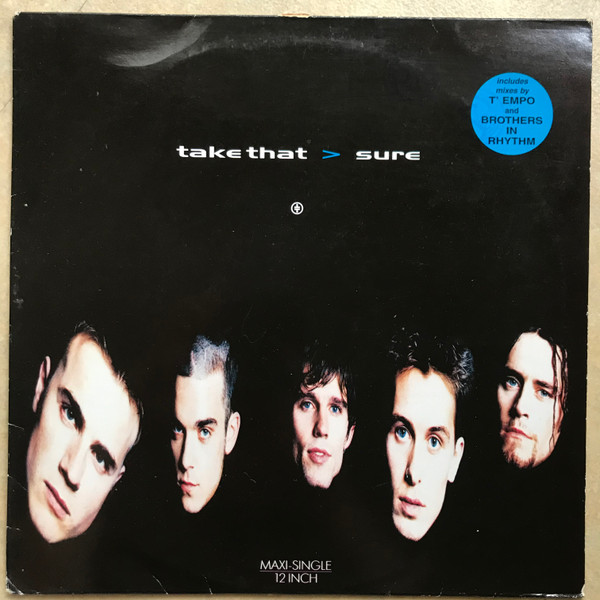 includes
mixes by
T' EMPO
and
BROTHERS
IN
RHYTHM
take that > sure
MAXI-SINGLE
12 INCH